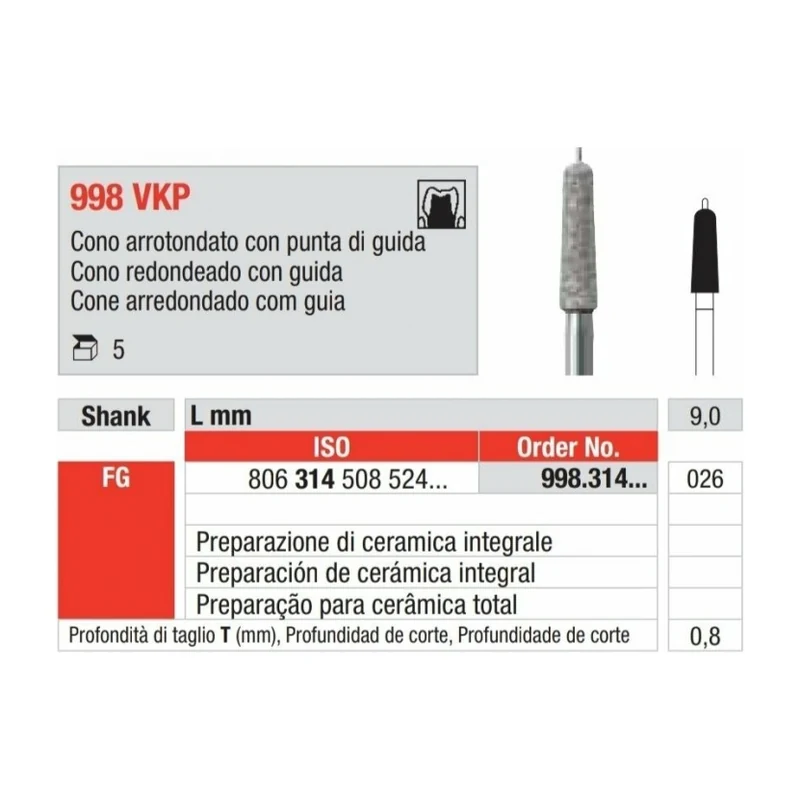 998 VKP
Cono arrotondato con punta di guida
Cono redondeado con guida
Cone arredondado com guia
5
Shank L mm 9,0
ISO Order No.
FG 806 314 508 524... 998.314... 026
Preparazione di ceramica integrale
Preparación de cerámica integral
Preparação para cerâmica total
Profondità di taglio T (mm), Profundidad de corte, Profundidade de corte 0,8